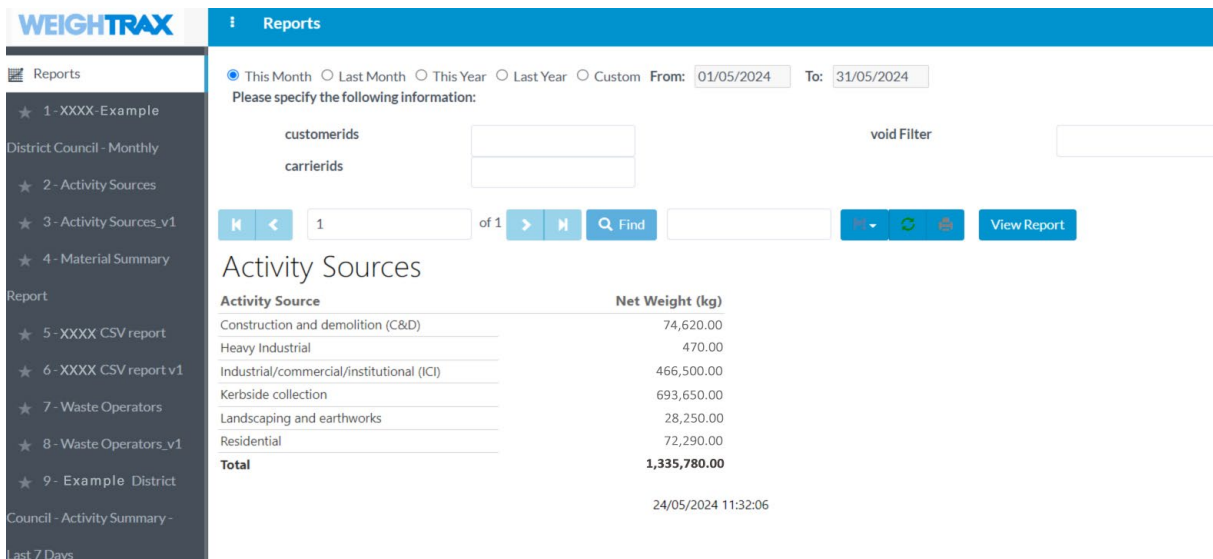 WEIGHTRAX
Reports
Reports
1-XXXX-Example
District Council - Monthly
2 - Activity Sources
3 - Activity Sources_v1
4 - Material Summary
Report
5 - XXXX CSV report
6 - XXXX CSV report v1
7 - Waste Operators
8 - Waste Operators_v1
9 - Example District
Council - Activity Summary -
Last 7 Days
This Month Last Month This Year Last Year Custom From: 01/05/2024 To: 31/05/2024
Please specify the following information:
customerids void Filter
carrierids
1 of 1 Find View Report
Activity Sources
Activity Source Net Weight (kg)
Construction and demolition (C&D) 74,620.00
Heavy Industrial 470.00
Industrial/commercial/institutional (ICI) 466,500.00
Kerbside collection 693,650.00
Landscaping and earthworks 28,250.00
Residential 72,290.00
Total 1,335,780.00
24/05/2024 11:32:06